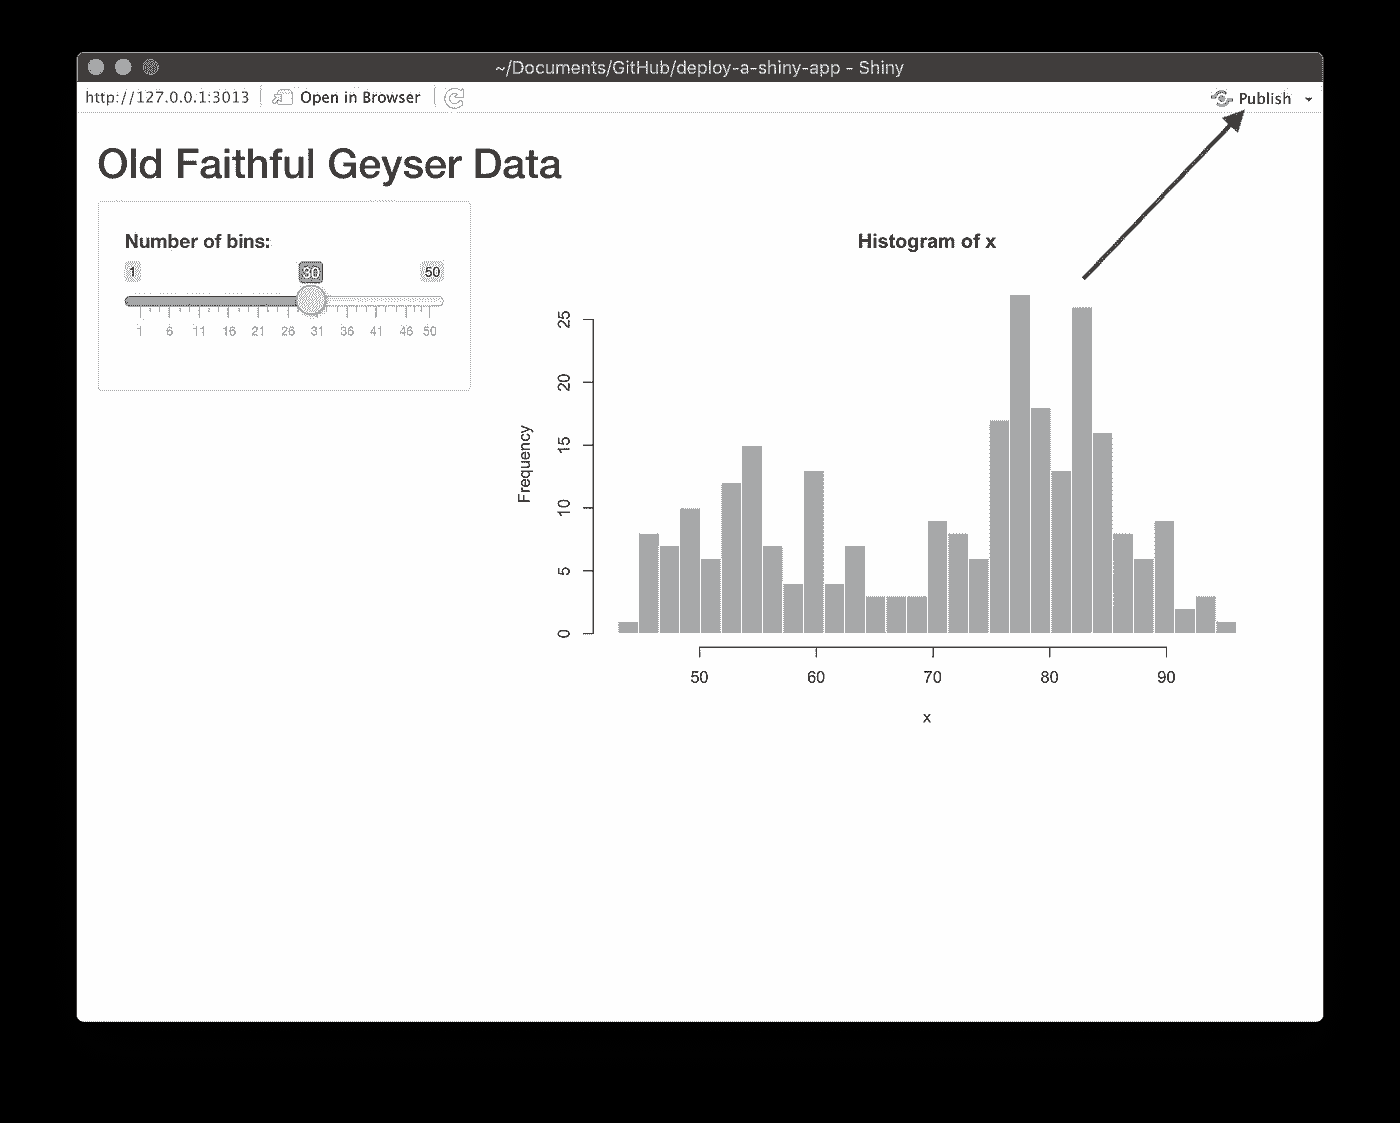 ~/Documents/GitHub/deploy-a-shiny-app - Shiny
http://127.0.0.1:3013 Open in Browser Publish
Old Faithful Geyser Data
Number of bins:
1 30 50
1 6 11 16 21 26 31 36 41 46 50
Histogram of x
Frequency
25
20
15
10
5
0
50 60 70 80 90
x